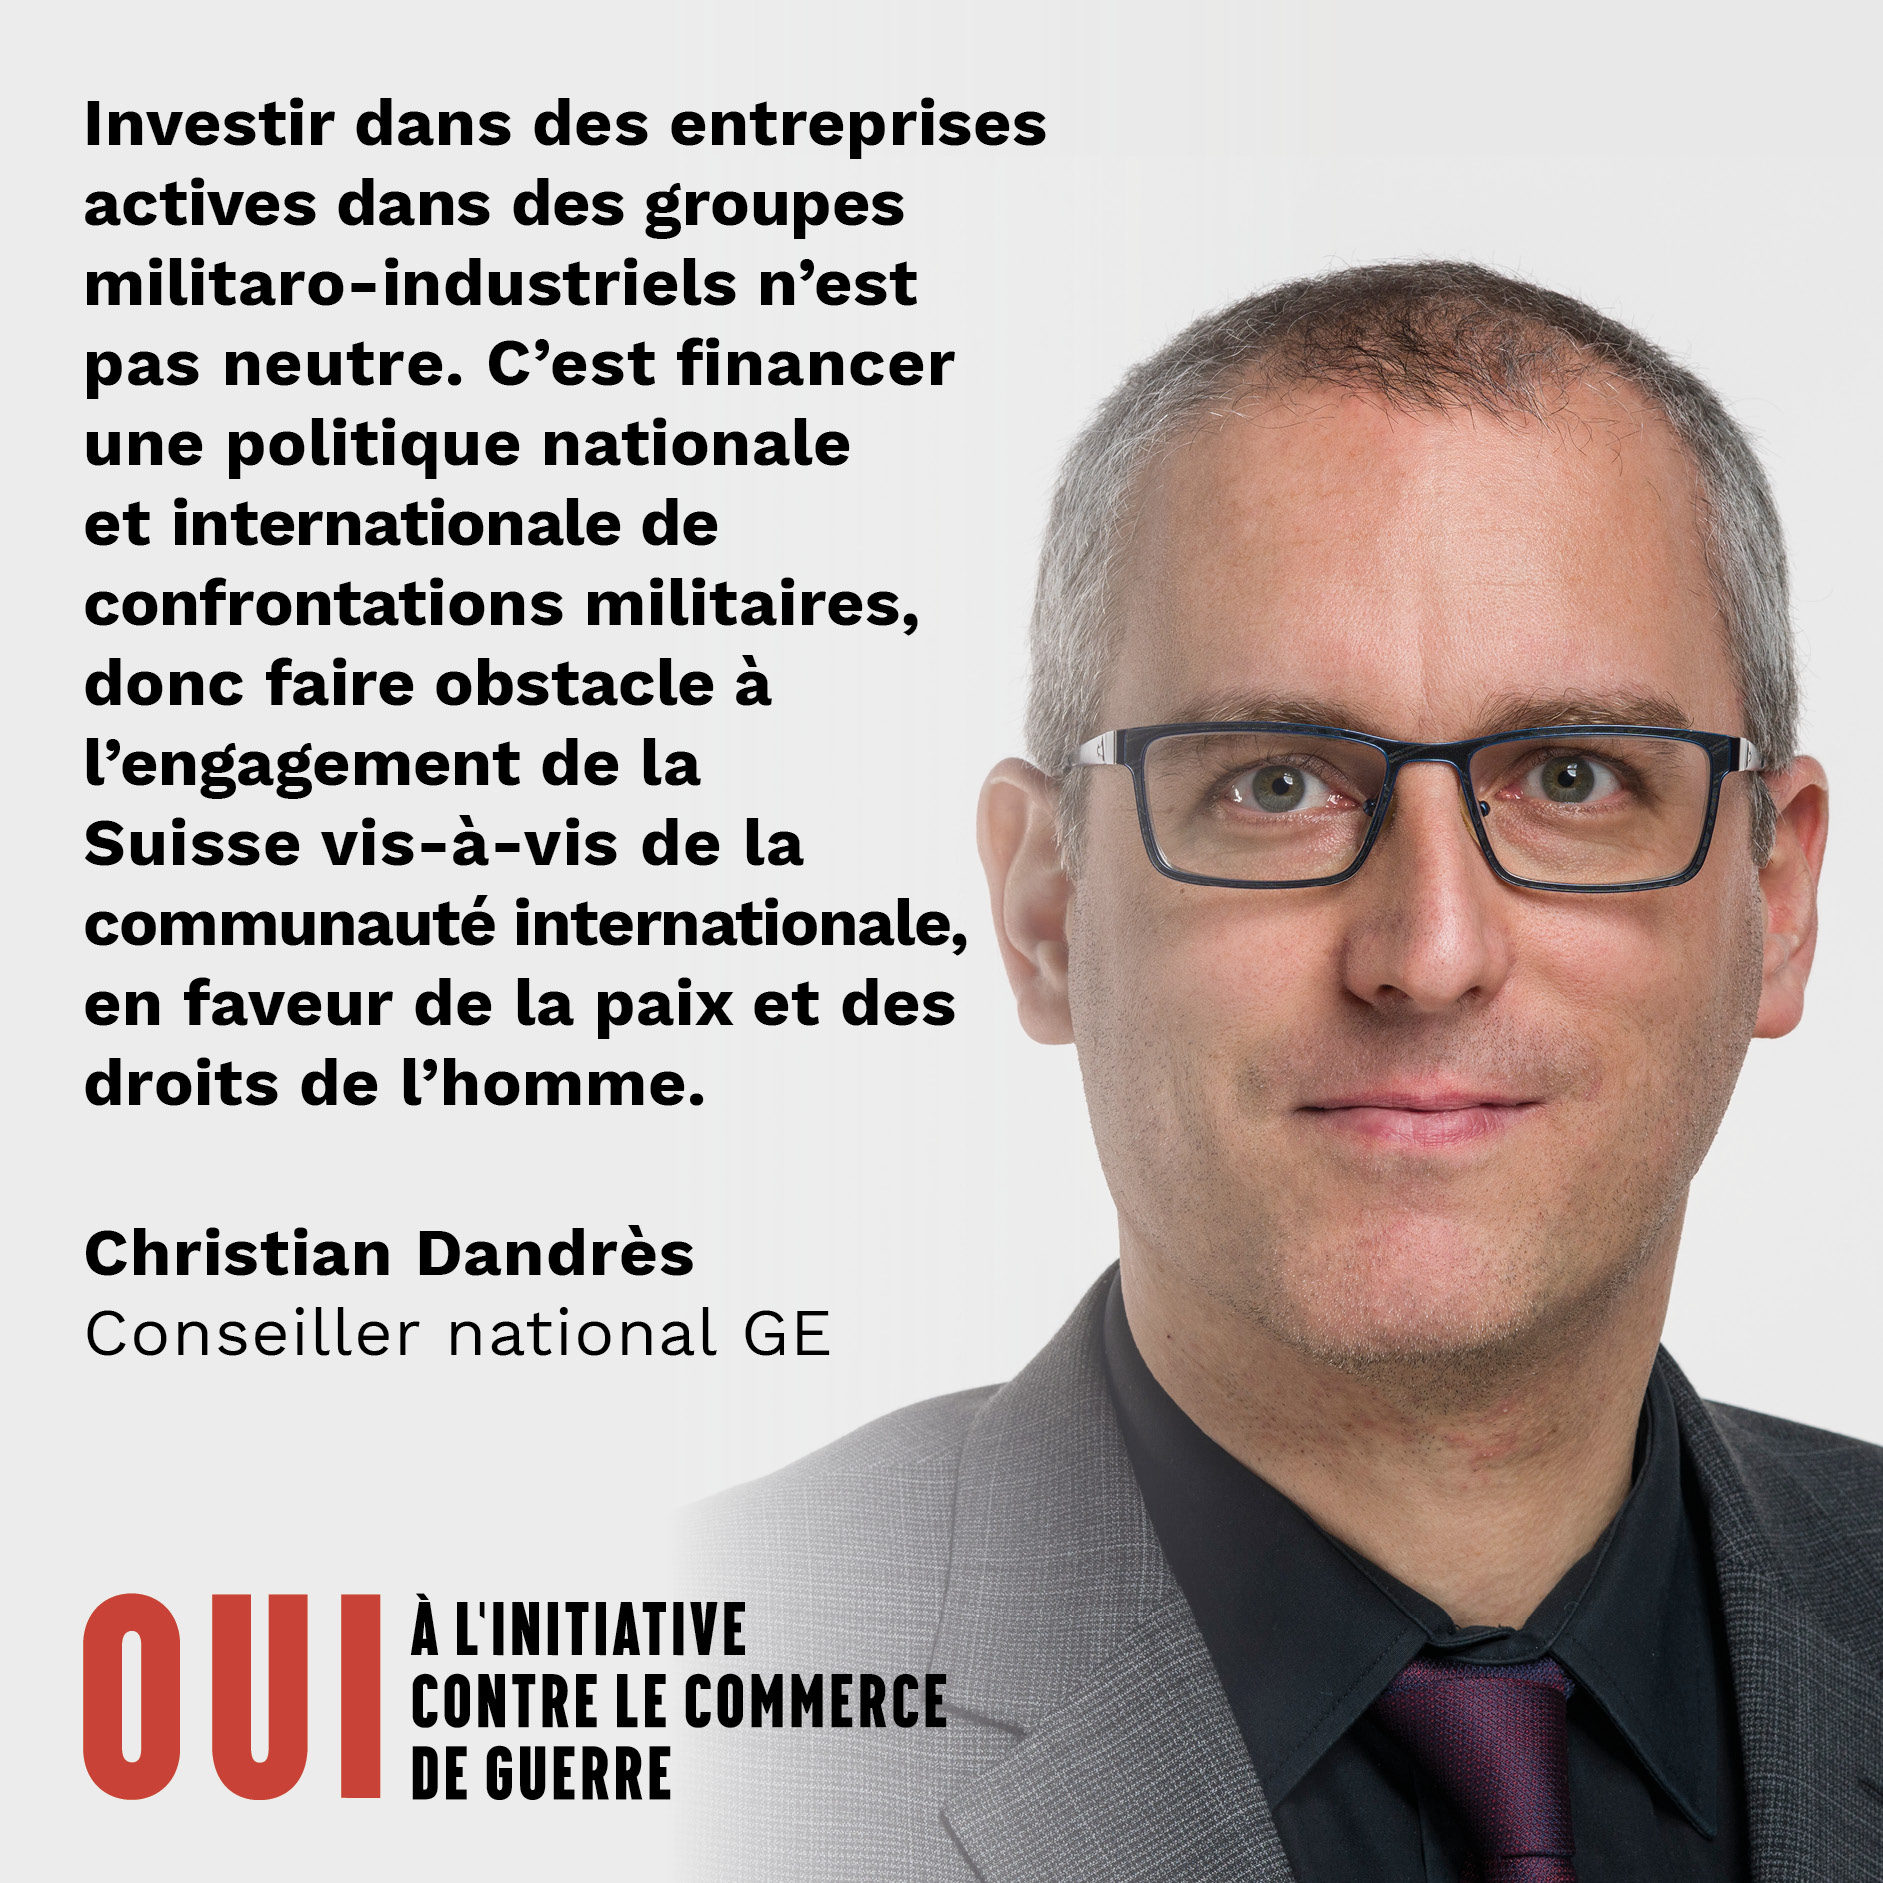 Investir dans des entreprises
actives dans des groupes
militaro-industriels n’est
pas neutre. C’est financer
une politique nationale
et internationale de
confrontations militaires,
donc faire obstacle à
l’engagement de la
Suisse vis-à-vis de la
communauté internationale,
en faveur de la paix et des
droits de l’homme.
Christian Dandrès
Conseiller national GE
OUI
À L'INITIATIVE
CONTRE LE COMMERCE
DE GUERRE